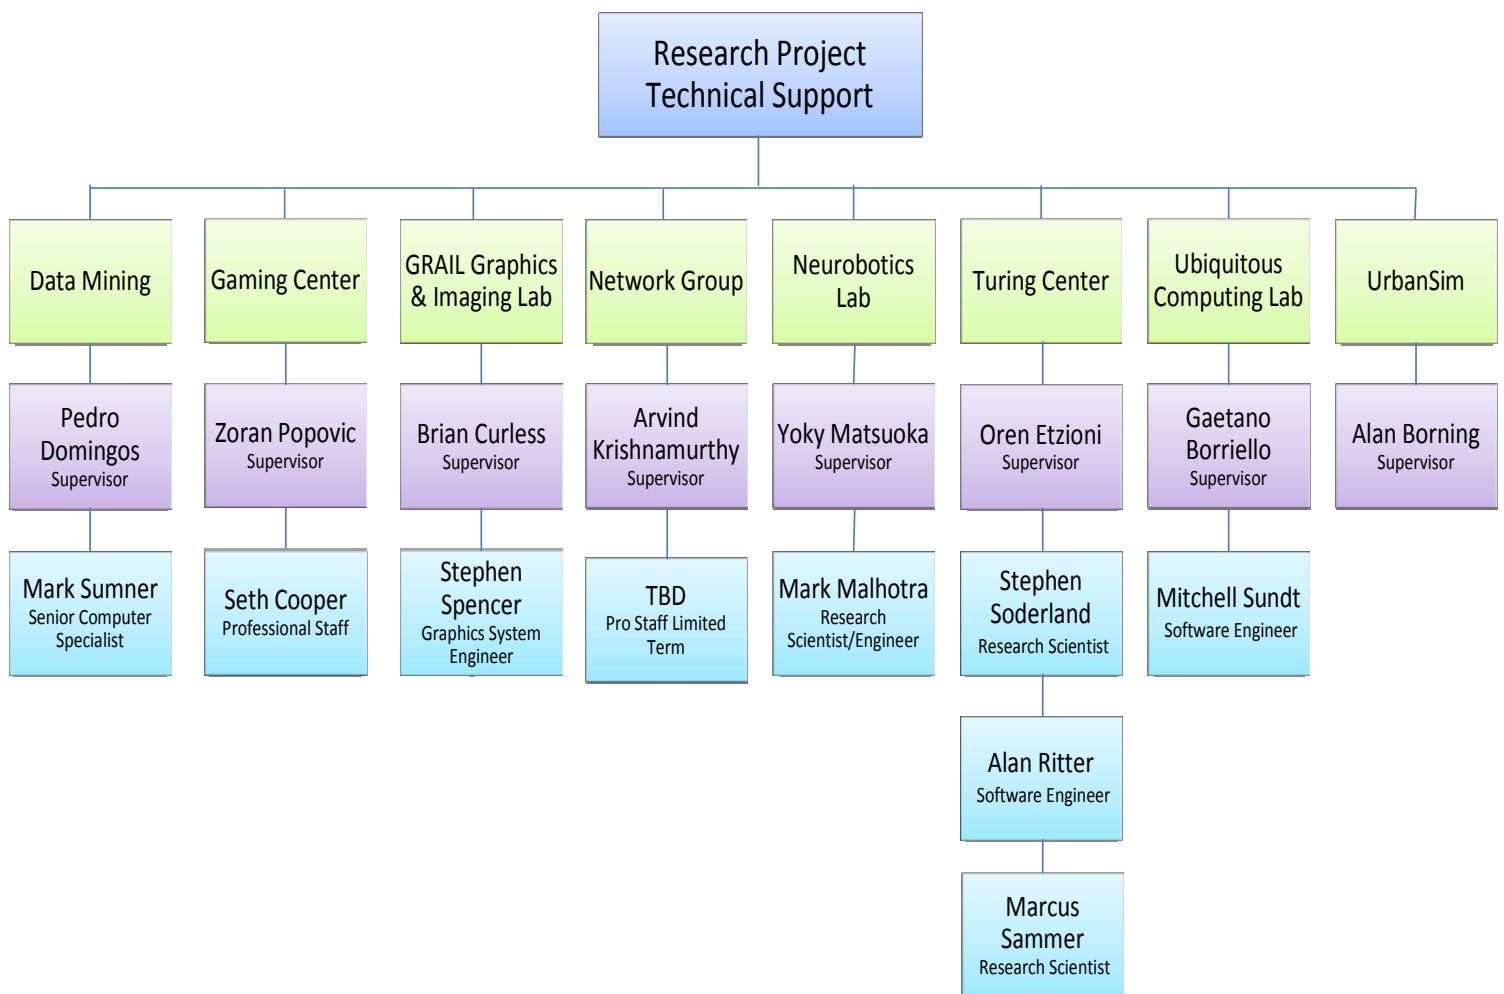 Research Project
Technical Support
Data Mining
Gaming Center
GRAIL Graphics
& Imaging Lab
Network Group
Neurobotics
Lab
Turing Center
Ubiquitous
Computing Lab
UrbanSim
Pedro
Domingos
Supervisor
Zoran Popovic
Supervisor
Brian Curless
Supervisor
Arvind
Krishnamurthy
Supervisor
Yoky Matsuoka
Supervisor
Oren Etzioni
Supervisor
Gaetano
Borriello
Supervisor
Alan Borning
Supervisor
Mark Sumner
Senior Computer
Specialist
Seth Cooper
Professional Staff
Stephen
Spencer
Graphics System
Engineer
TBD
Pro Staff Limited
Term
Mark Malhotra
Research
Scientist/Engineer
Stephen
Soderland
Research Scientist
Mitchell Sundt
Software Engineer
Alan Ritter
Software Engineer
Marcus
Sammer
Research Scientist